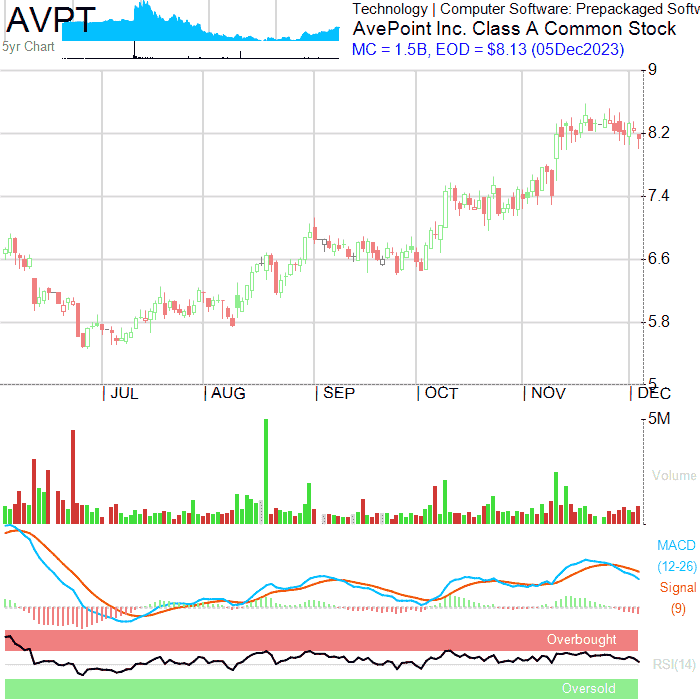 AVPT
5yr Chart
Technology | Computer Software: Prepackaged Softw
AvePoint Inc. Class A Common Stock
MC = 1.5B, EOD = $8.13 (05Dec2023)
9
8.2
7.4
6.6
5.8
5
JUL AUG SEP OCT NOV DEC
5M
Volume
MACD
(12-26)
Signal
(9)
Overbought
RSI(14)
Oversold